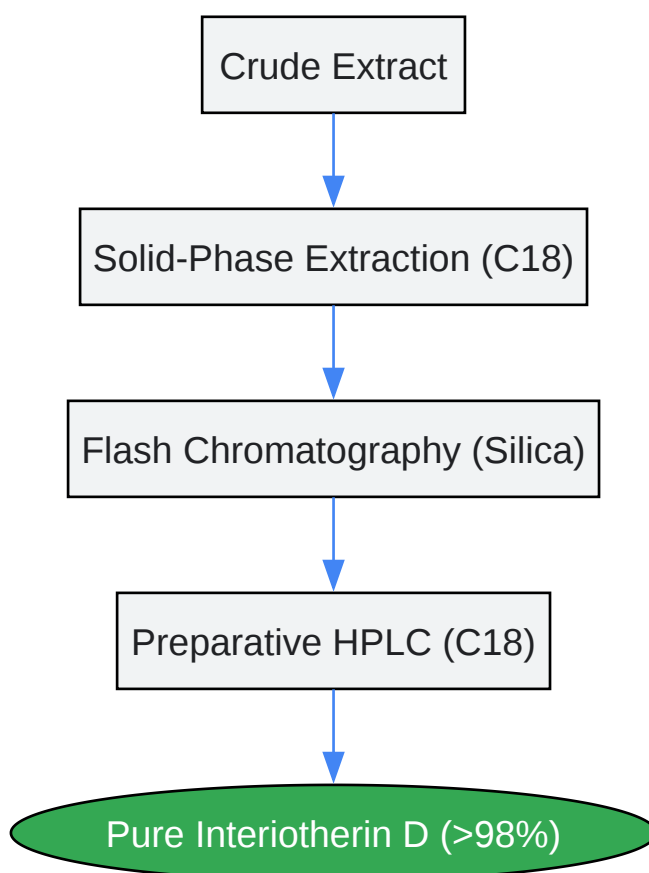 Crude Extract
Solid-Phase Extraction (C18)
Flash Chromatography (Silica)
Preparative HPLC (C18)
Pure Interiotherin D (>98%)